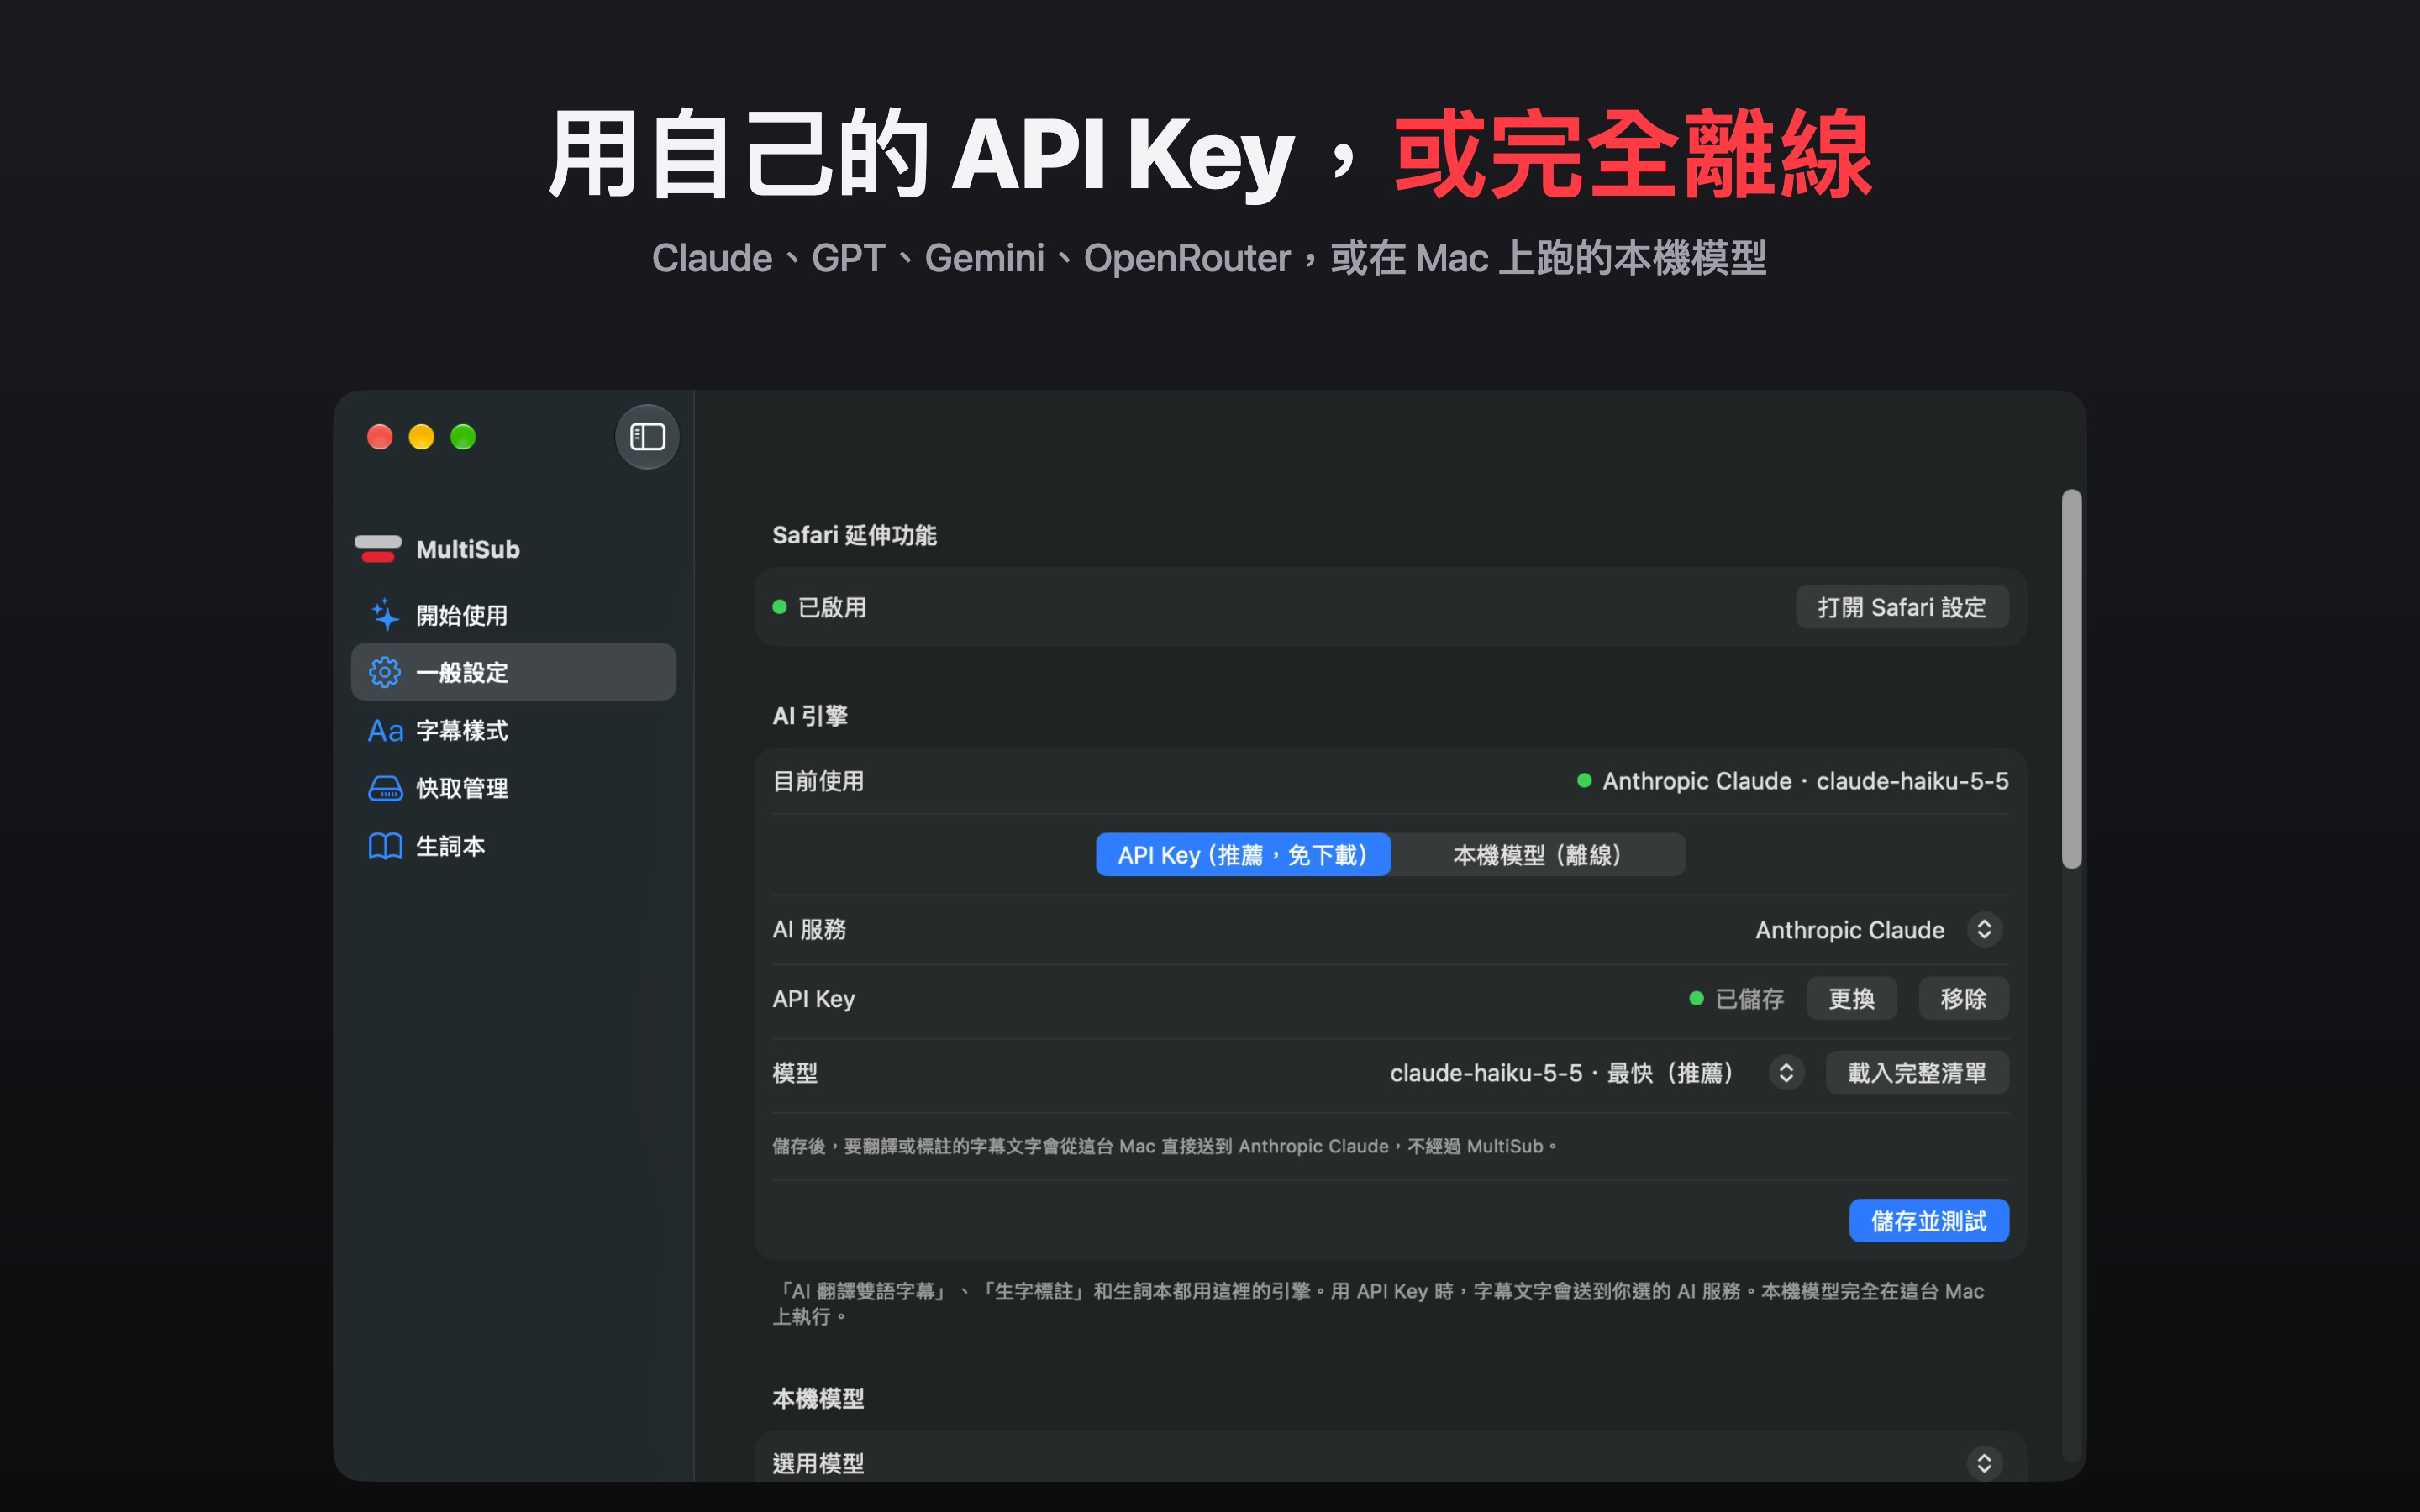 用自己的 API Key，或完全離線
Claude、GPT、Gemini、OpenRouter，或在 Mac 上跑的本機模型
MultiSub
開始使用
一般設定
Aa 字幕樣式
快取管理
生詞本
Safari 延伸功能
已啟用
打開 Safari 設定
AI 引擎
目前使用
Anthropic Claude · claude-haiku-5-5
API Key（推薦，免下載）
本機模型（離線）
AI 服務
Anthropic Claude
API Key
已儲存
更換
移除
模型
claude-haiku-5-5 · 最快（推薦）
載入完整清單
儲存後，要翻譯或標註的字幕文字會從這台 Mac 直接送到 Anthropic Claude，不經過 MultiSub。
儲存並測試
「AI 翻譯雙語字幕」、「生字標註」和生詞本都用這裡的引擎。用 API Key 時，字幕文字會送到你選的 AI 服務。本機模型完全在這台 Mac
上執行。
本機模型
選用模型